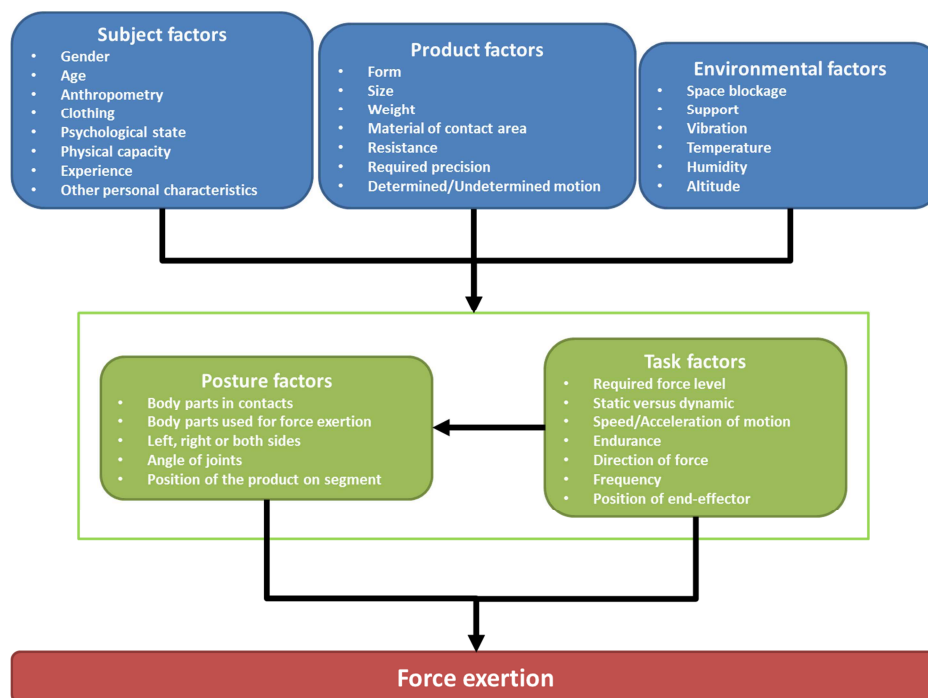 Subject factors
• Gender
• Age
• Anthropometry
• Clothing
• Psychological state
• Physical capacity
• Experience
• Other personal characteristics
Product factors
• Form
• Size
• Weight
• Material of contact area
• Resistance
• Required precision
• Determined/Undetermined motion
Environmental factors
• Space blockage
• Support
• Vibration
• Temperature
• Humidity
• Altitude
Posture factors
• Body parts in contacts
• Body parts used for force exertion
• Left, right or both sides
• Angle of joints
• Position of the product on segment
Task factors
• Required force level
• Static versus dynamic
• Speed/Acceleration of motion
• Endurance
• Direction of force
• Frequency
• Position of end-effector
Force exertion